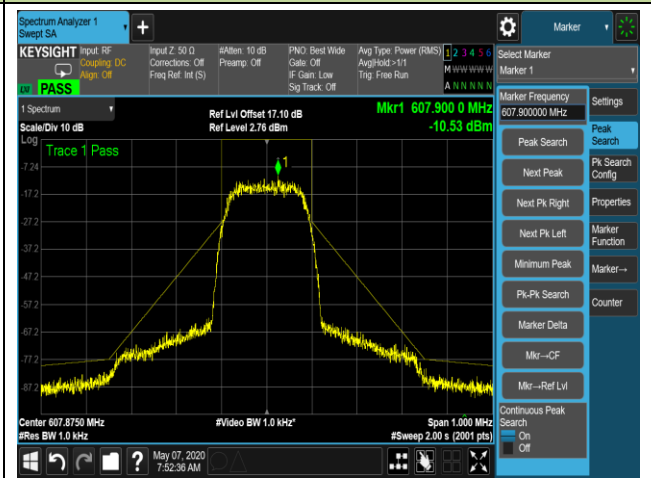 Spectrum Analyzer 1
Swept SA
Marker
KEYSIGHT
Input: RF
Coupling: DC
Align: Off
Input Z: 50 Ω
Corrections: Off
Freq Ref: Int (S)
#Atten: 10 dB
Preamp: Off
PNO: Best Wide
Gate: Off
IF Gain: Low
Sig Track: Off
Avg Type: Power (RMS)
Avg|Hold:>1/1
Trig: Free Run
1 2 3 4 5 6
M W W W W W
A N N N N N
PASS
Select Marker
Marker 1
1 Spectrum
Scale/Div 10 dB
Ref Lvl Offset 17.10 dB
Ref Level 2.76 dBm
Mkr1 607.900 0 MHz
-10.53 dBm
Log
Trace 1 Pass
1
-7.24
-17.2
-27.2
-37.2
-47.2
-57.2
-67.2
-77.2
-87.2
Center 607.8750 MHz
#Res BW 1.0 kHz
#Video BW 1.0 kHz*
Span 1.000 MHz
#Sweep 2.00 s (2001 pts)
May 07, 2020
7:52:36 AM
Marker Frequency
607.900000 MHz
Peak Search
Next Peak
Next Pk Right
Next Pk Left
Minimum Peak
Pk-Pk Search
Marker Delta
Mkr→CF
Mkr→Ref Lvl
Continuous Peak
Search
On
Off
Settings
Peak
Search
Pk Search
Config
Properties
Marker
Function
Marker→
Counter